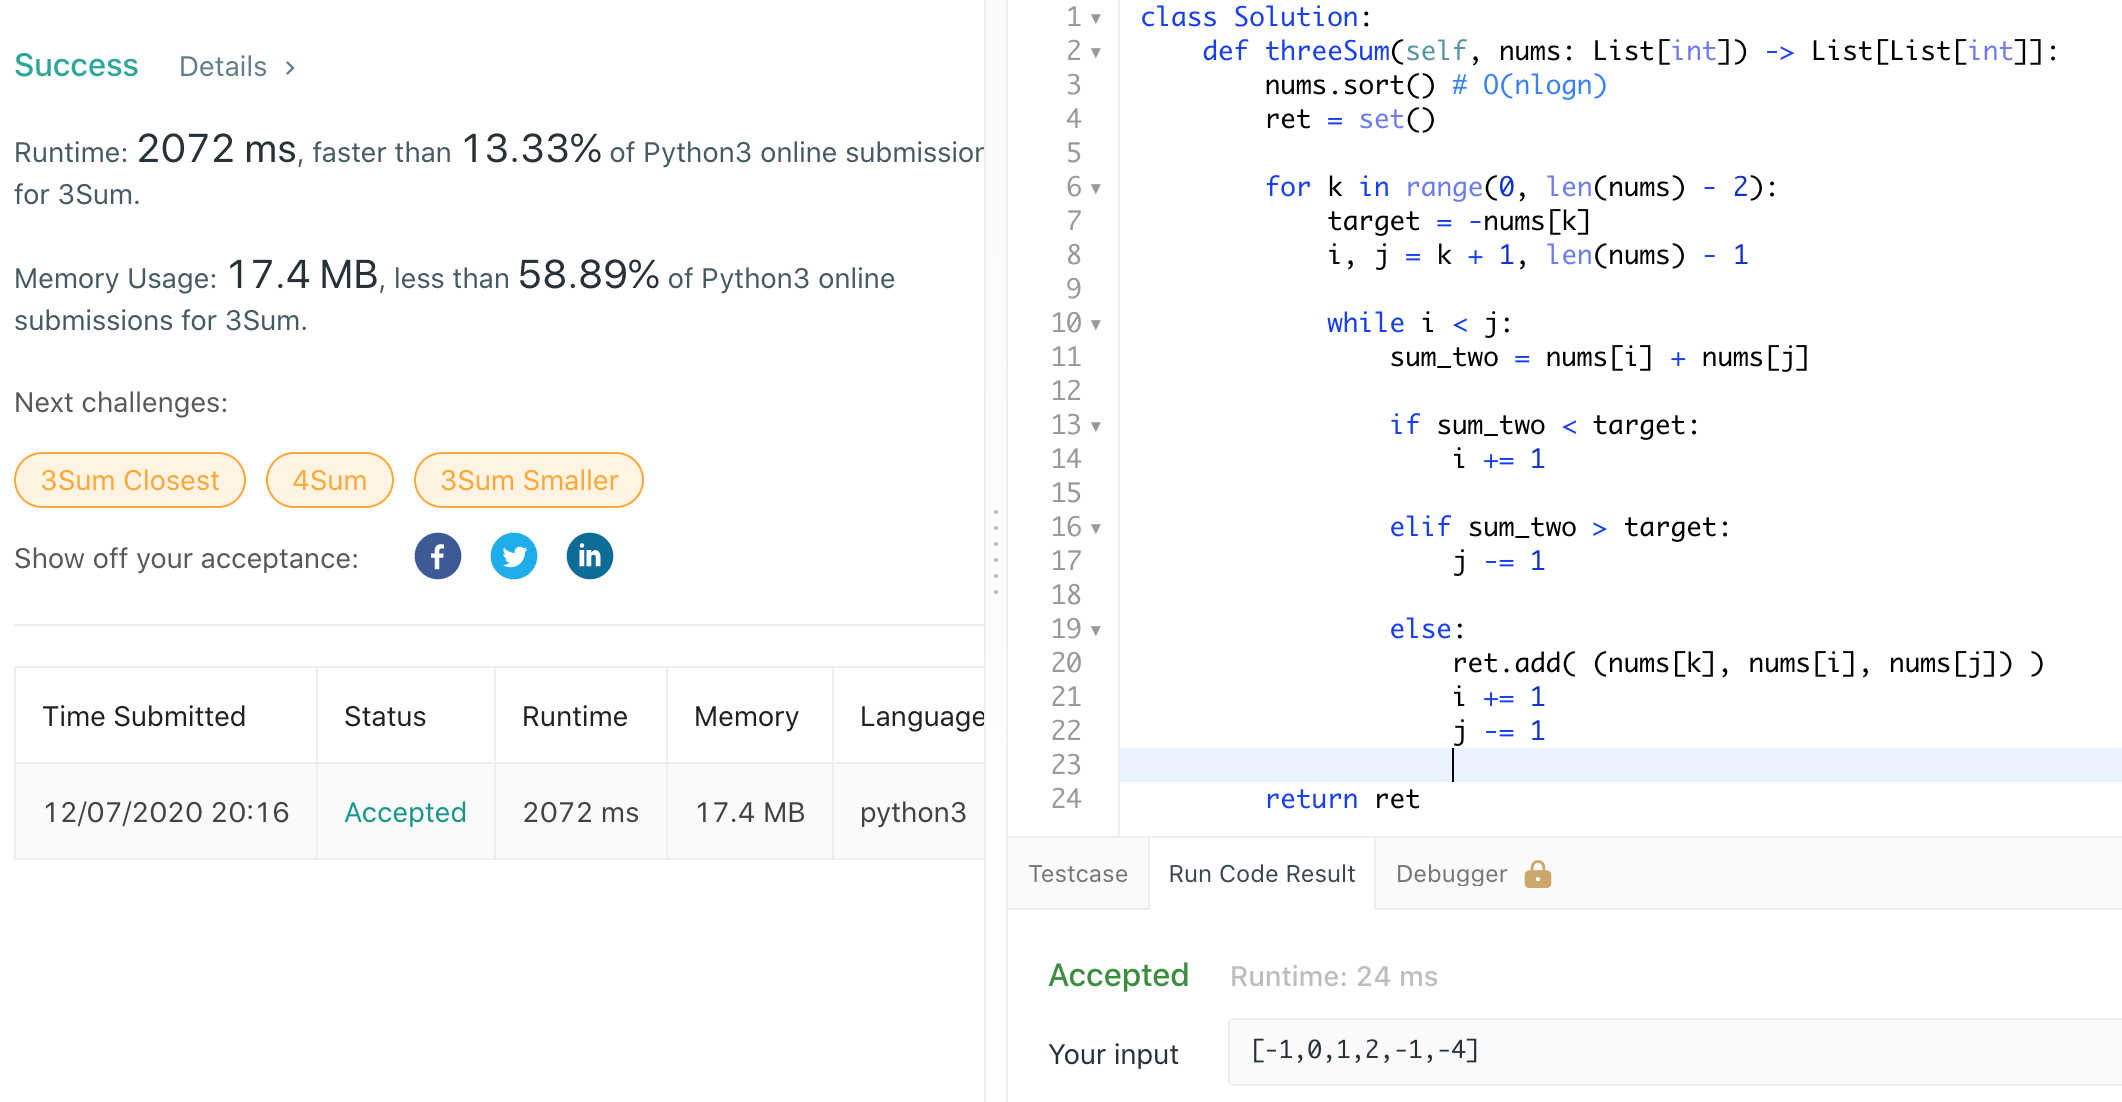 Success Details >
Runtime: 2072 ms, faster than 13.33% of Python3 online submission
for 3Sum.
Memory Usage: 17.4 MB, less than 58.89% of Python3 online
submissions for 3Sum.
Next challenges:
3Sum Closest 4Sum 3Sum Smaller
Show off your acceptance: f in
Time Submitted Status Runtime Memory Language
12/07/2020 20:16 Accepted 2072 ms 17.4 MB python3
1 class Solution:
2     def threeSum(self, nums: List[int]) -> List[List[int]]:
3         nums.sort() # O(nlogn)
4         ret = set()
5
6         for k in range(0, len(nums) - 2):
7             target = -nums[k]
8             i, j = k + 1, len(nums) - 1
9
10             while i < j:
11                 sum_two = nums[i] + nums[j]
12
13                 if sum_two < target:
14                     i += 1
15
16                 elif sum_two > target:
17                     j -= 1
18
19                 else:
20                     ret.add( (nums[k], nums[i], nums[j]) )
21                     i += 1
22                     j -= 1
23
24         return ret
Testcase Run Code Result Debugger
Accepted Runtime: 24 ms
Your input [-1,0,1,2,-1,-4]